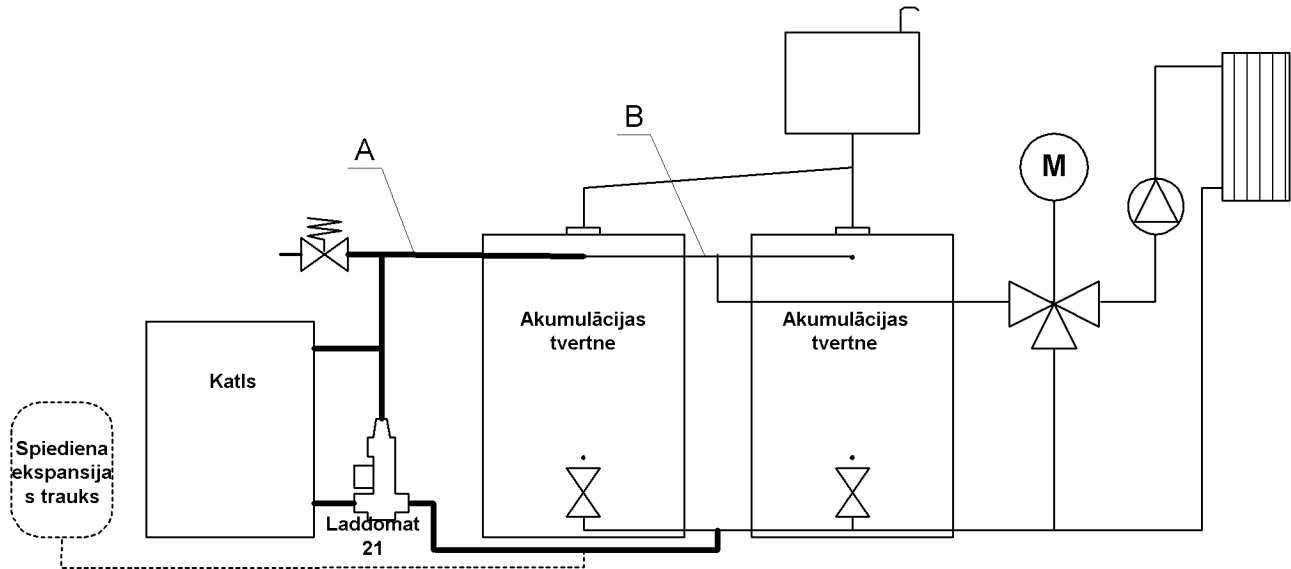 B
A
M
Akumulācijas
tvertne
Akumulācijas
tvertne
Katls
Spiediena
ekspansija
s trauks
Laddomat
21